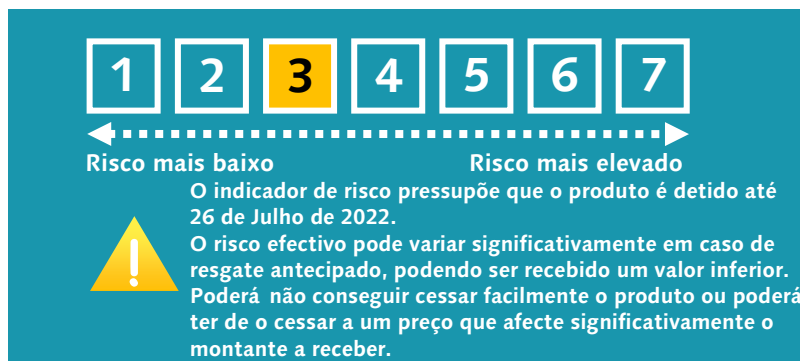 1 2 3 4 5 6 7
Risco mais baixo Risco mais elevado
O indicador de risco pressupõe que o produto é detido até
26 de Julho de 2022.
O risco efectivo pode variar significativamente em caso de
resgate antecipado, podendo ser recebido um valor inferior.
Poderá não conseguir cessar facilmente o produto ou poderá
ter de o cessar a um preço que afecte significativamente o
montante a receber.